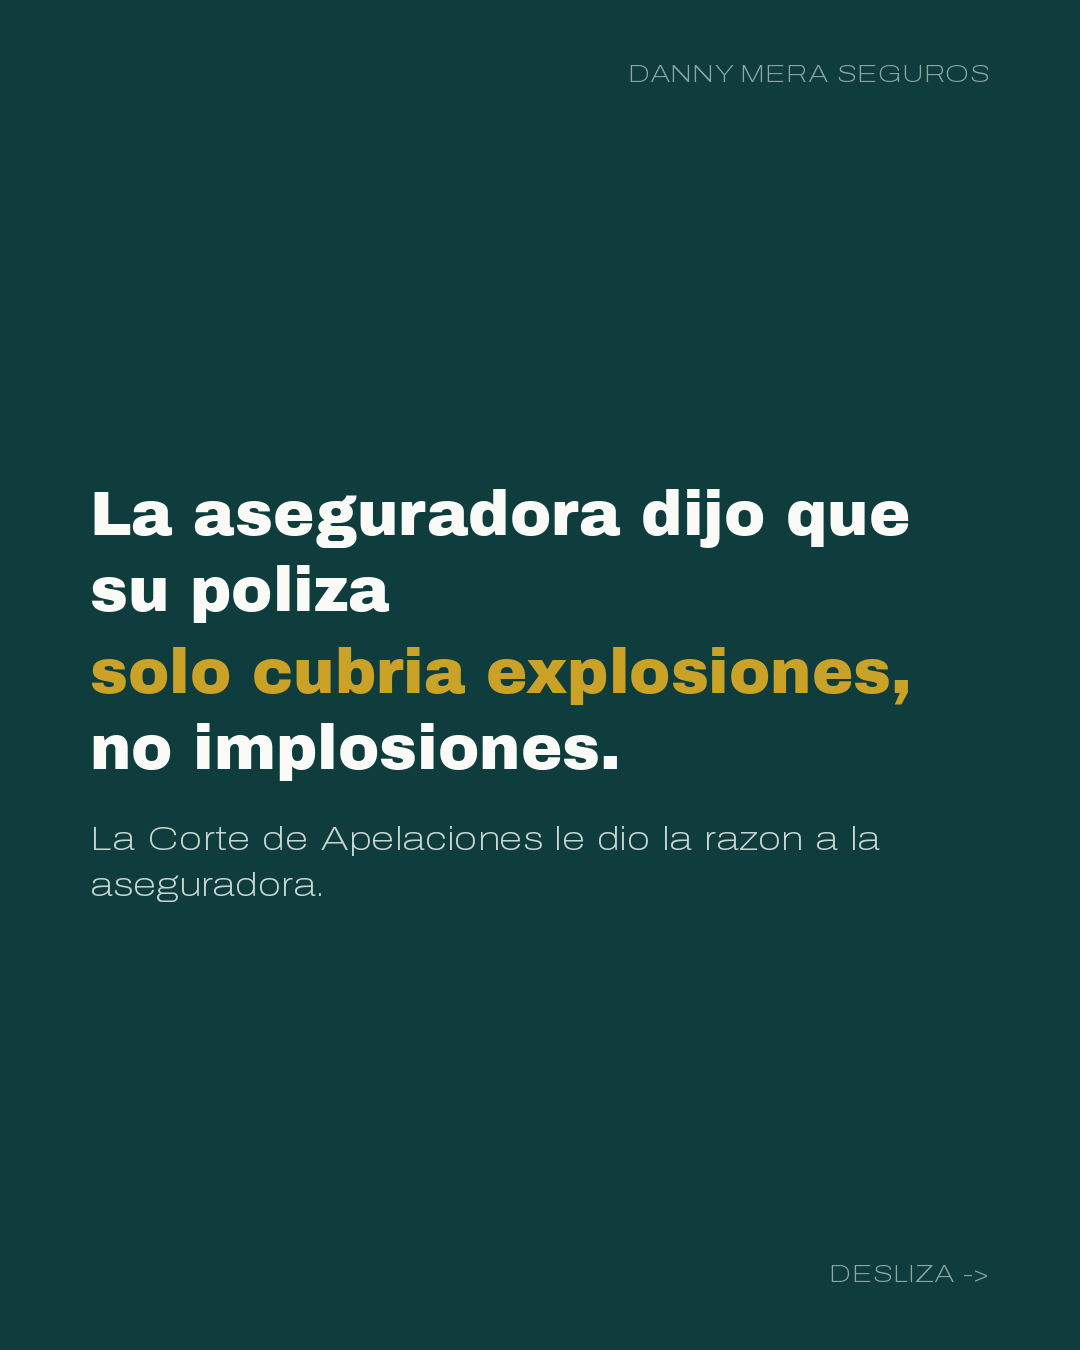 DANNY MERA SEGUROS
La aseguradora dijo que
su poliza
solo cubria explosiones,
no implosiones.
La Corte de Apelaciones le dio la razon a la
aseguradora.
DESLIZA ->